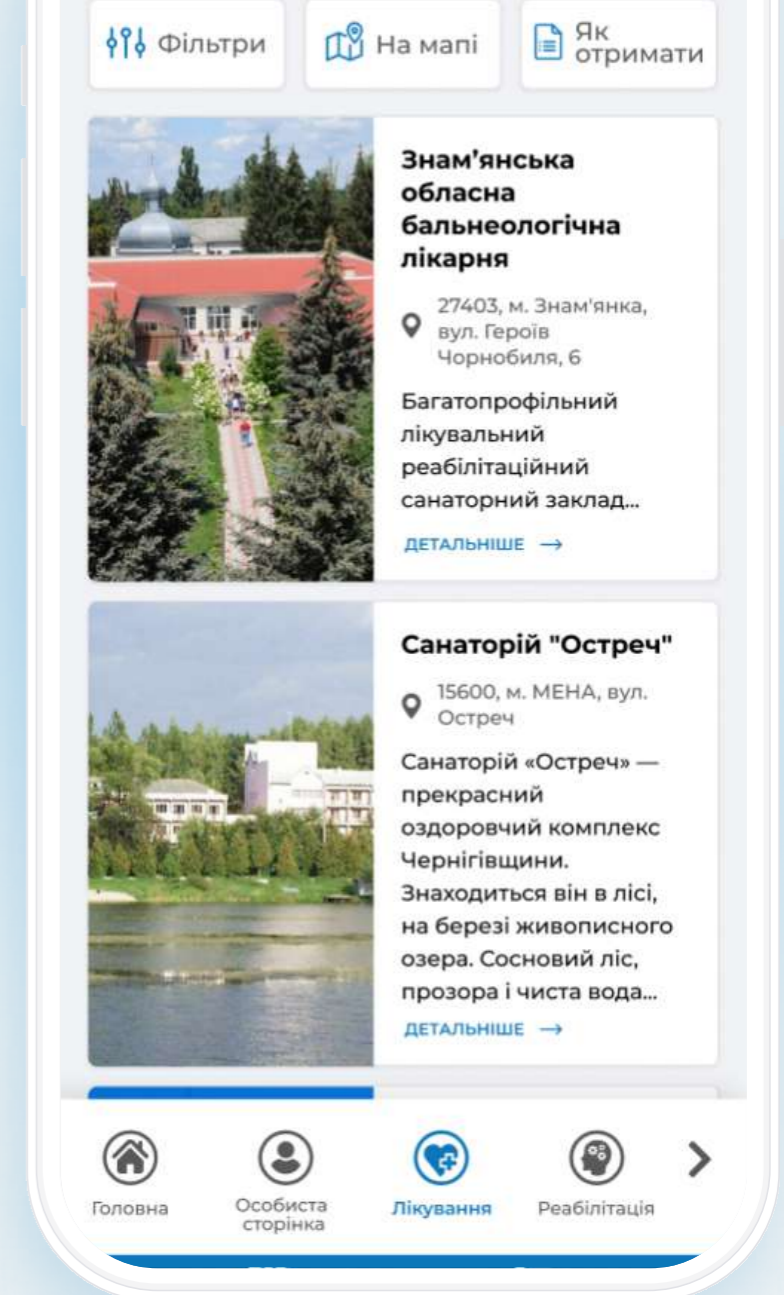 Фільтри
На мапі
Як
отримати
Знам’янська
обласна
бальнеологічна
лікарня
27403, м. Знам'янка,
вул. Героїв
Чорнобиля, 6
Багатопрофільний
лікувальний
реабілітаційний
санаторний заклад...
ДЕТАЛЬНІШЕ
Санаторій "Остреч"
15600, м. МЕНА, вул.
Остреч
Санаторій «Остреч» —
прекрасний
оздоровчий комплекс
Чернігівщини.
Знаходиться він в лісі,
на березі живописного
озера. Сосновий ліс,
прозора і чиста вода...
ДЕТАЛЬНІШЕ
Головна
Особиста
сторінка
Лікування
Реабілітація